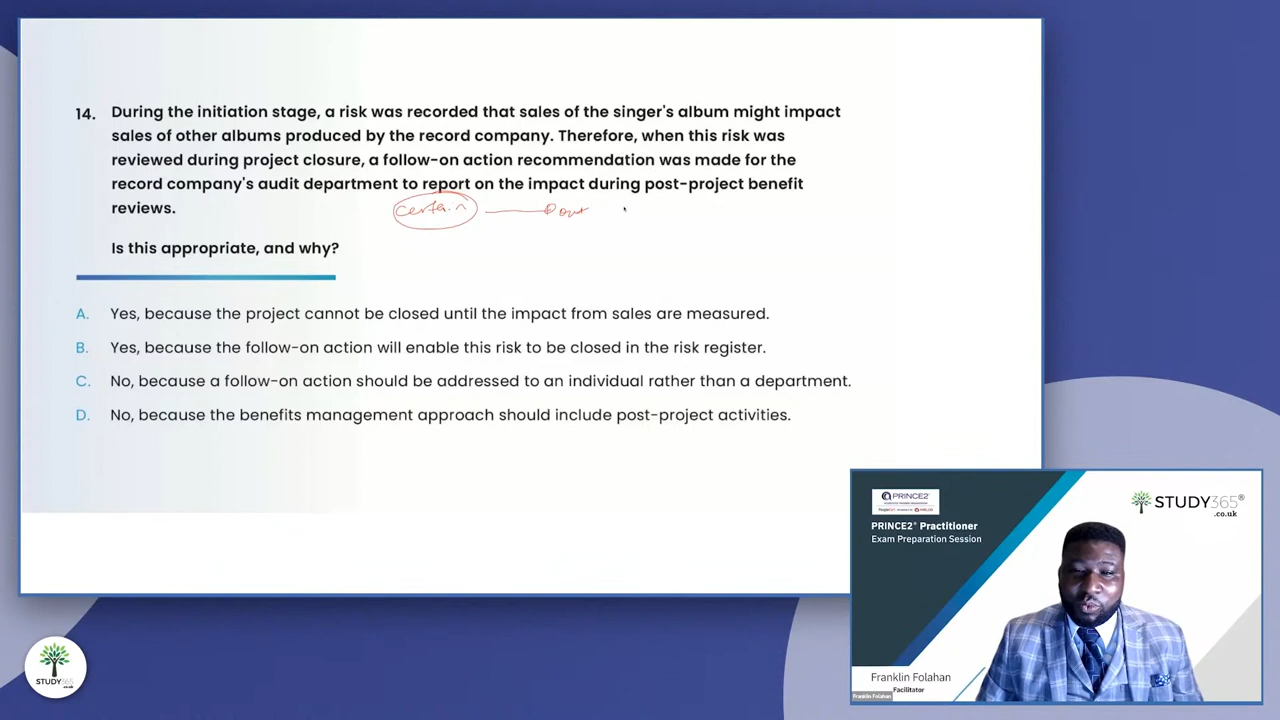 14. During the initiation stage, a risk was recorded that sales of the singer's album might impact
sales of other albums produced by the record company. Therefore, when this risk was
reviewed during project closure, a follow-on action recommendation was made for the
record company's audit department to report on the impact during post-project benefit
reviews.
certain
Is this appropriate, and why?
A. Yes, because the project cannot be closed until the impact from sales are measured.
B. Yes, because the follow-on action will enable this risk to be closed in the risk register.
C. No, because a follow-on action should be addressed to an individual rather than a department.
D. No, because the benefits management approach should include post-project activities.
PRINCE2®
STUDY365®
.co.uk
PRINCE2® Practitioner
Exam Preparation Session
Franklin Folahan
Facilitator
Franklin Folahan
STUDY365
.co.uk